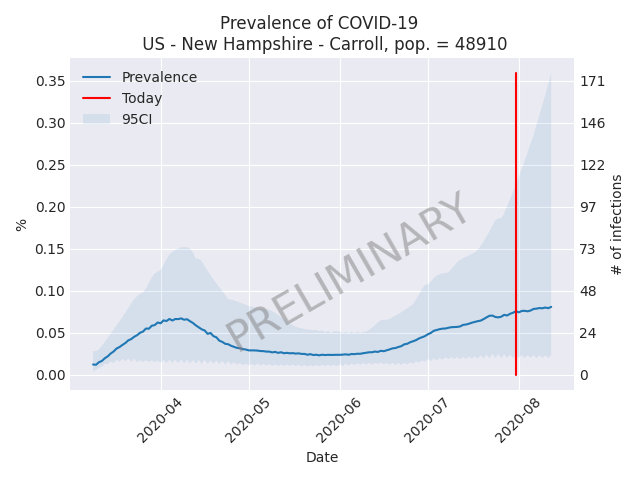 Prevalence of COVID-19
US - New Hampshire - Carroll, pop. = 48910
Prevalence
Today
95CI
0.35
0.30
0.25
0.20
0.15
0.10
0.05
0.00
%
171
146
122
97
73
48
24
0
# of infections
PRELIMINARY
2020-04
2020-05
2020-06
2020-07
2020-08
Date